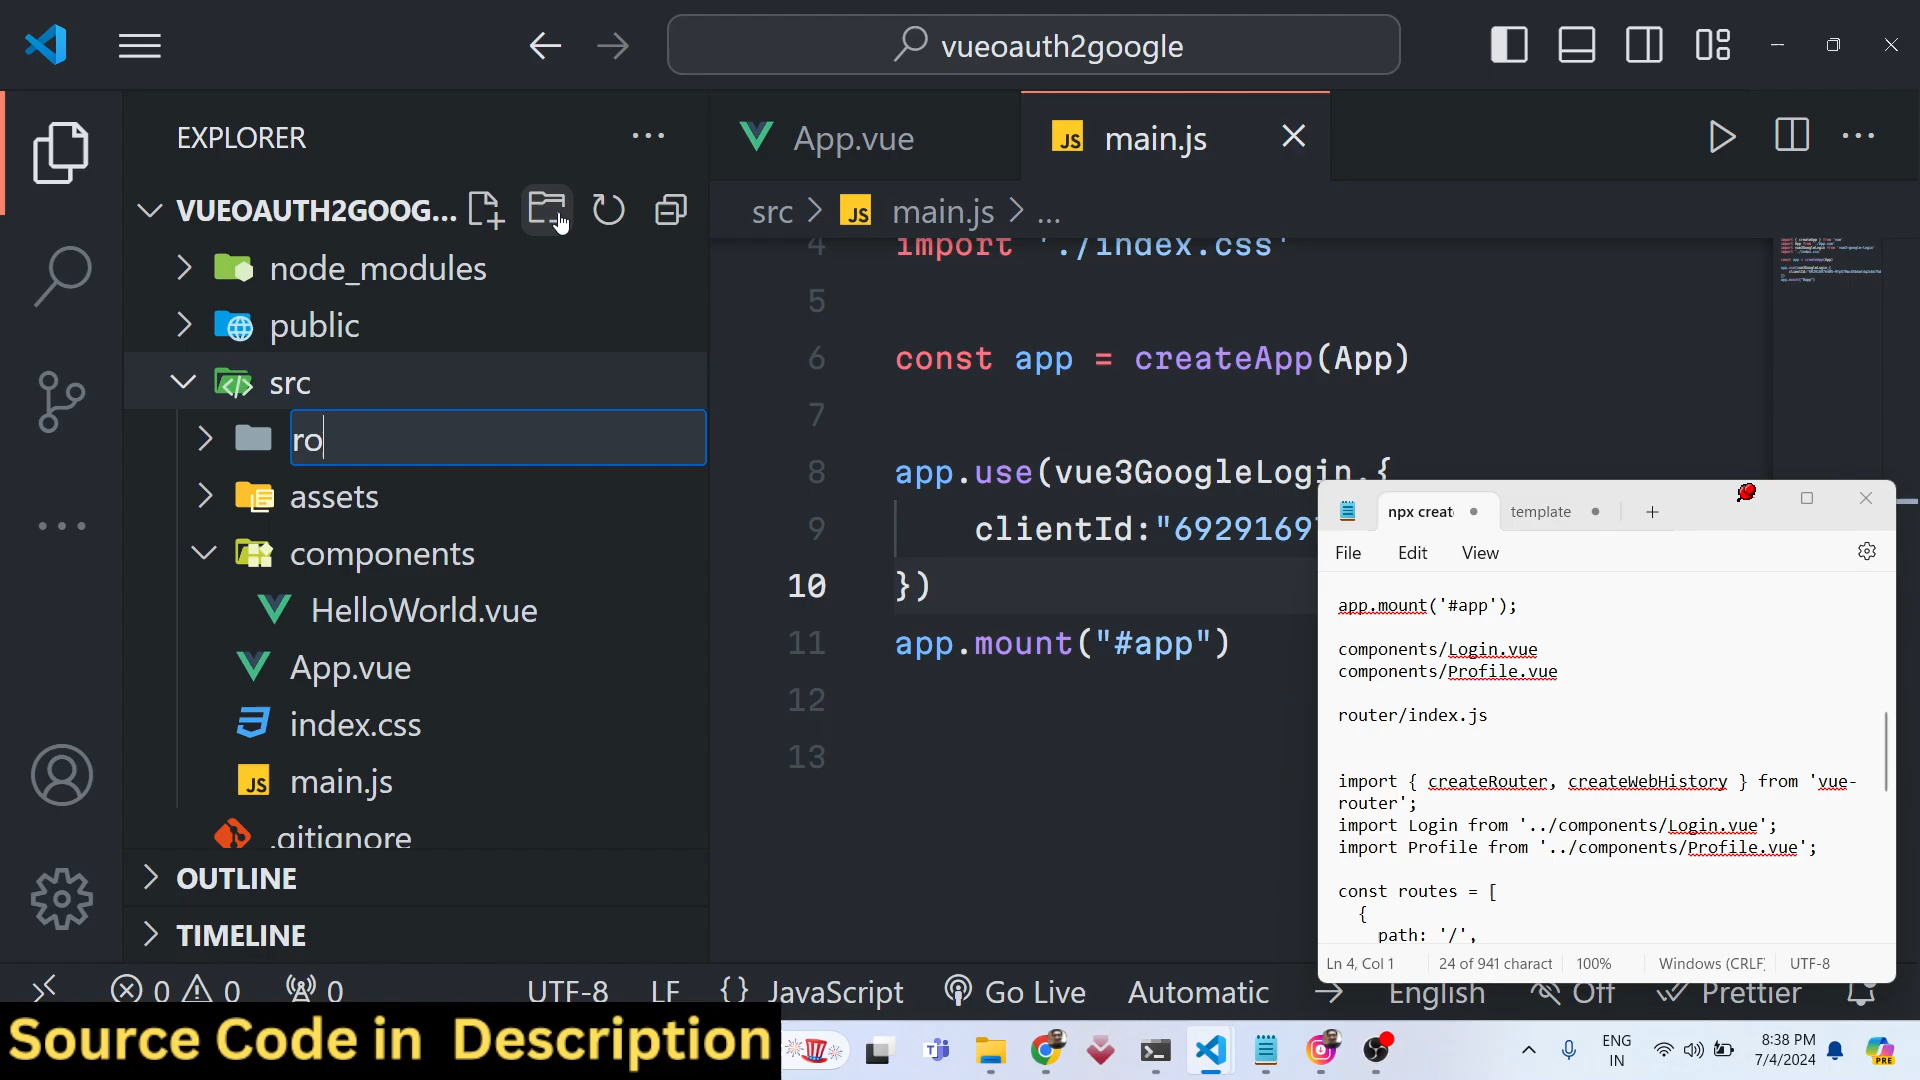 vueoauth2google
EXPLORER
VUEOAUTH2GOOG...
node_modules
public
src
ro
assets
components
HelloWorld.vue
App.vue
index.css
main.js
.gitignore
OUTLINE
TIMELINE
App.vue
main.js
src > JS main.js > ...
4 import './index.css'
5
6 const app = createApp(App)
7
8 app.use(vue3GoogleLogin,{
9 clientId:"6929169
10 })
11 app.mount("#app")
12
13
npx creat
template
File Edit View
app.mount('#app');
components/Login.vue
components/Profile.vue
router/index.js
import { createRouter, createWebHistory } from 'vue-
router';
import Login from '../components/Login.vue';
import Profile from '../components/Profile.vue';
const routes = [
{
path: '/',
Ln 4, Col 1 24 of 941 charact 100% Windows (CRLF) UTF-8
0 0 0 UTF-8 LF {} JavaScript Go Live Automatic English Off Prettier
Source Code in Description
ENG
IN
8:38 PM
7/4/2024
PRE